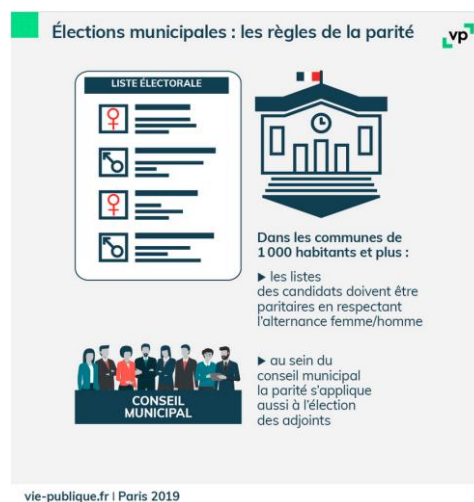 Élections municipales : les règles de la parité
vp
LISTE ÉLECTORALE
Dans les communes de
1 000 habitants et plus :
▶ les listes
des candidats doivent être
paritaires en respectant
l'alternance femme/homme
▶ au sein du
conseil municipal
la parité s'applique
aussi à l'élection
des adjoints
CONSEIL
MUNICIPAL
vie-publique.fr | Paris 2019